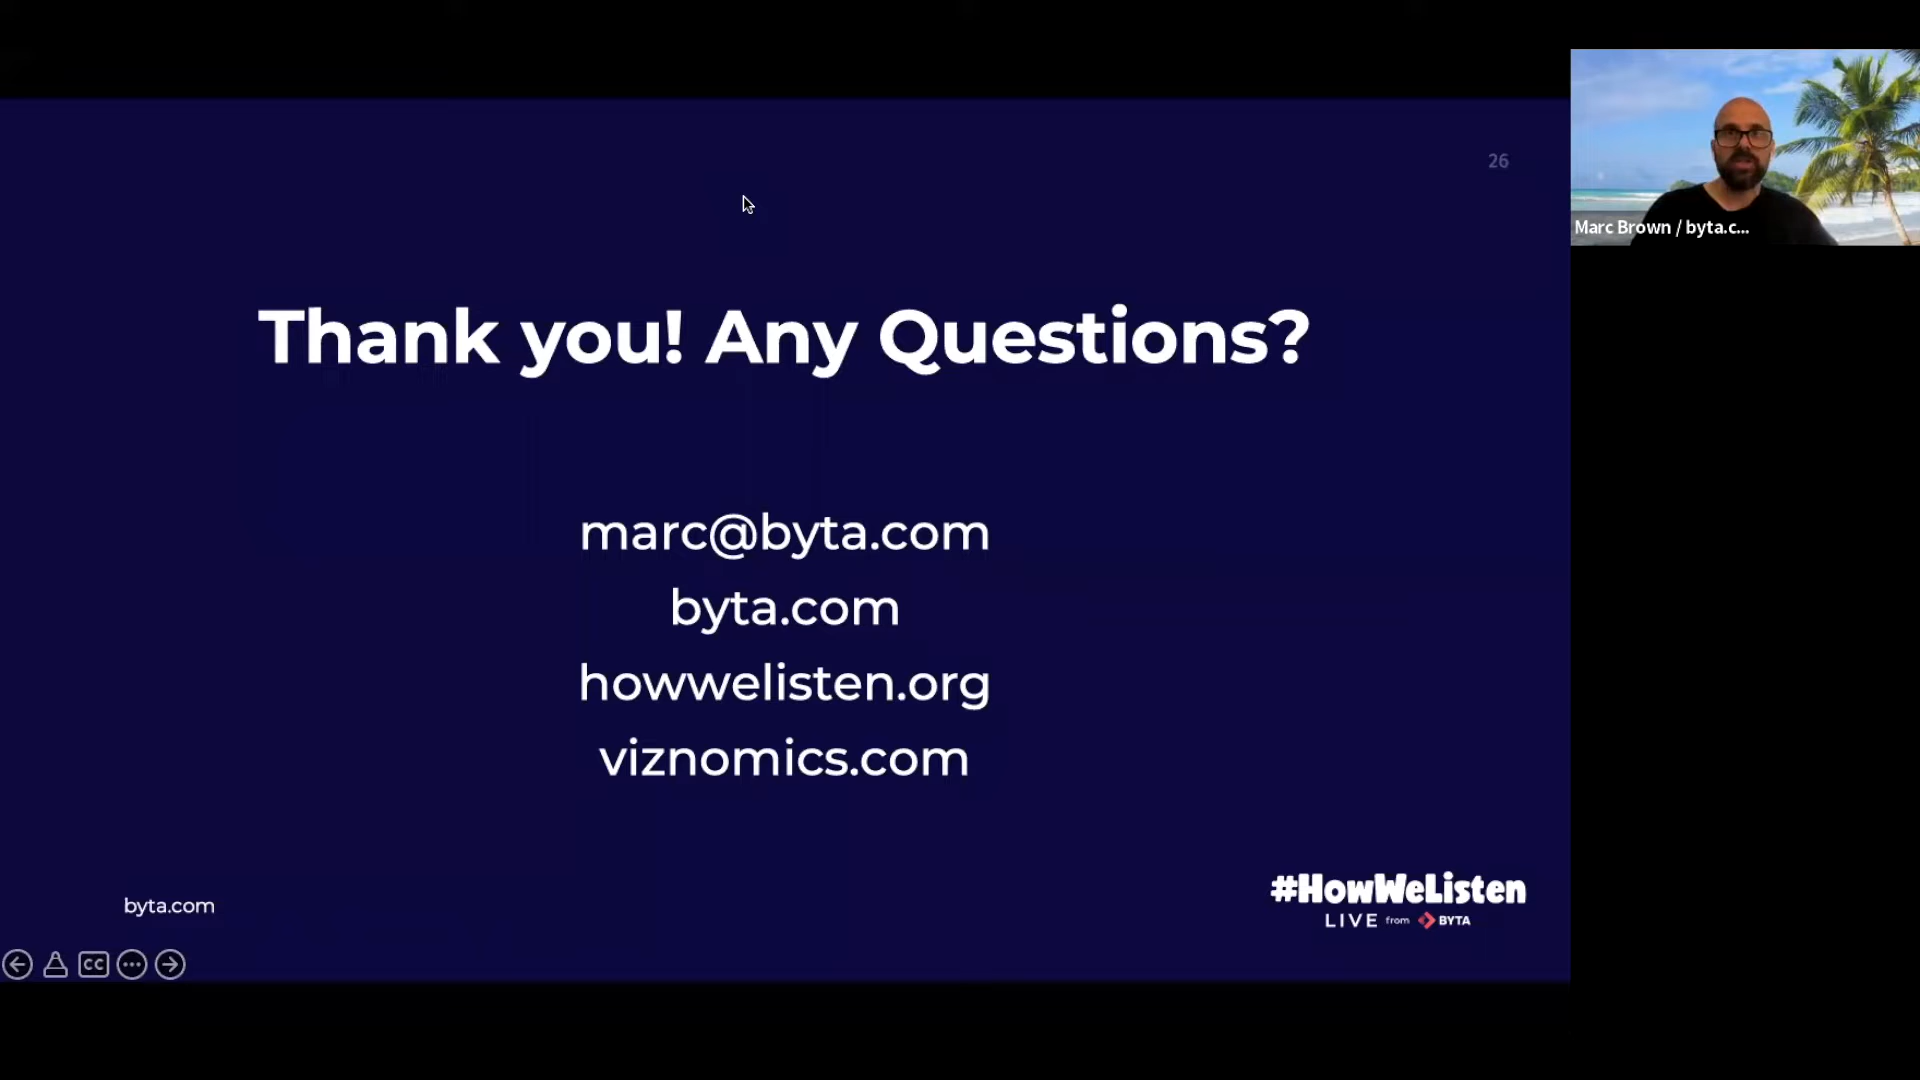 26
Marc Brown / byta.c...
Thank you! Any Questions?
marc@byta.com
byta.com
howwelisten.org
viznomics.com
byta.com
#HowWeListen
LIVE from BYTA
CC